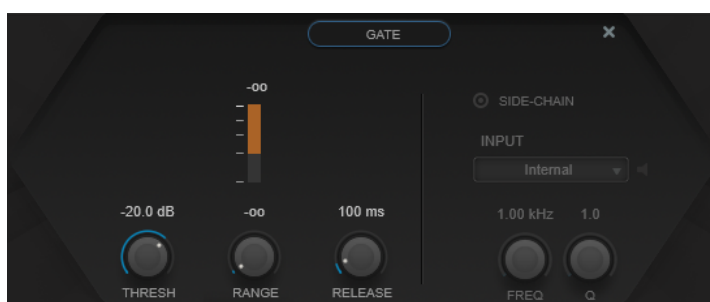 GATE
-oo
SIDE-CHAIN
INPUT
Internal
-20.0 dB -oo 100 ms
1.00 kHz 1.0
THRESH RANGE RELEASE
FREQ Q